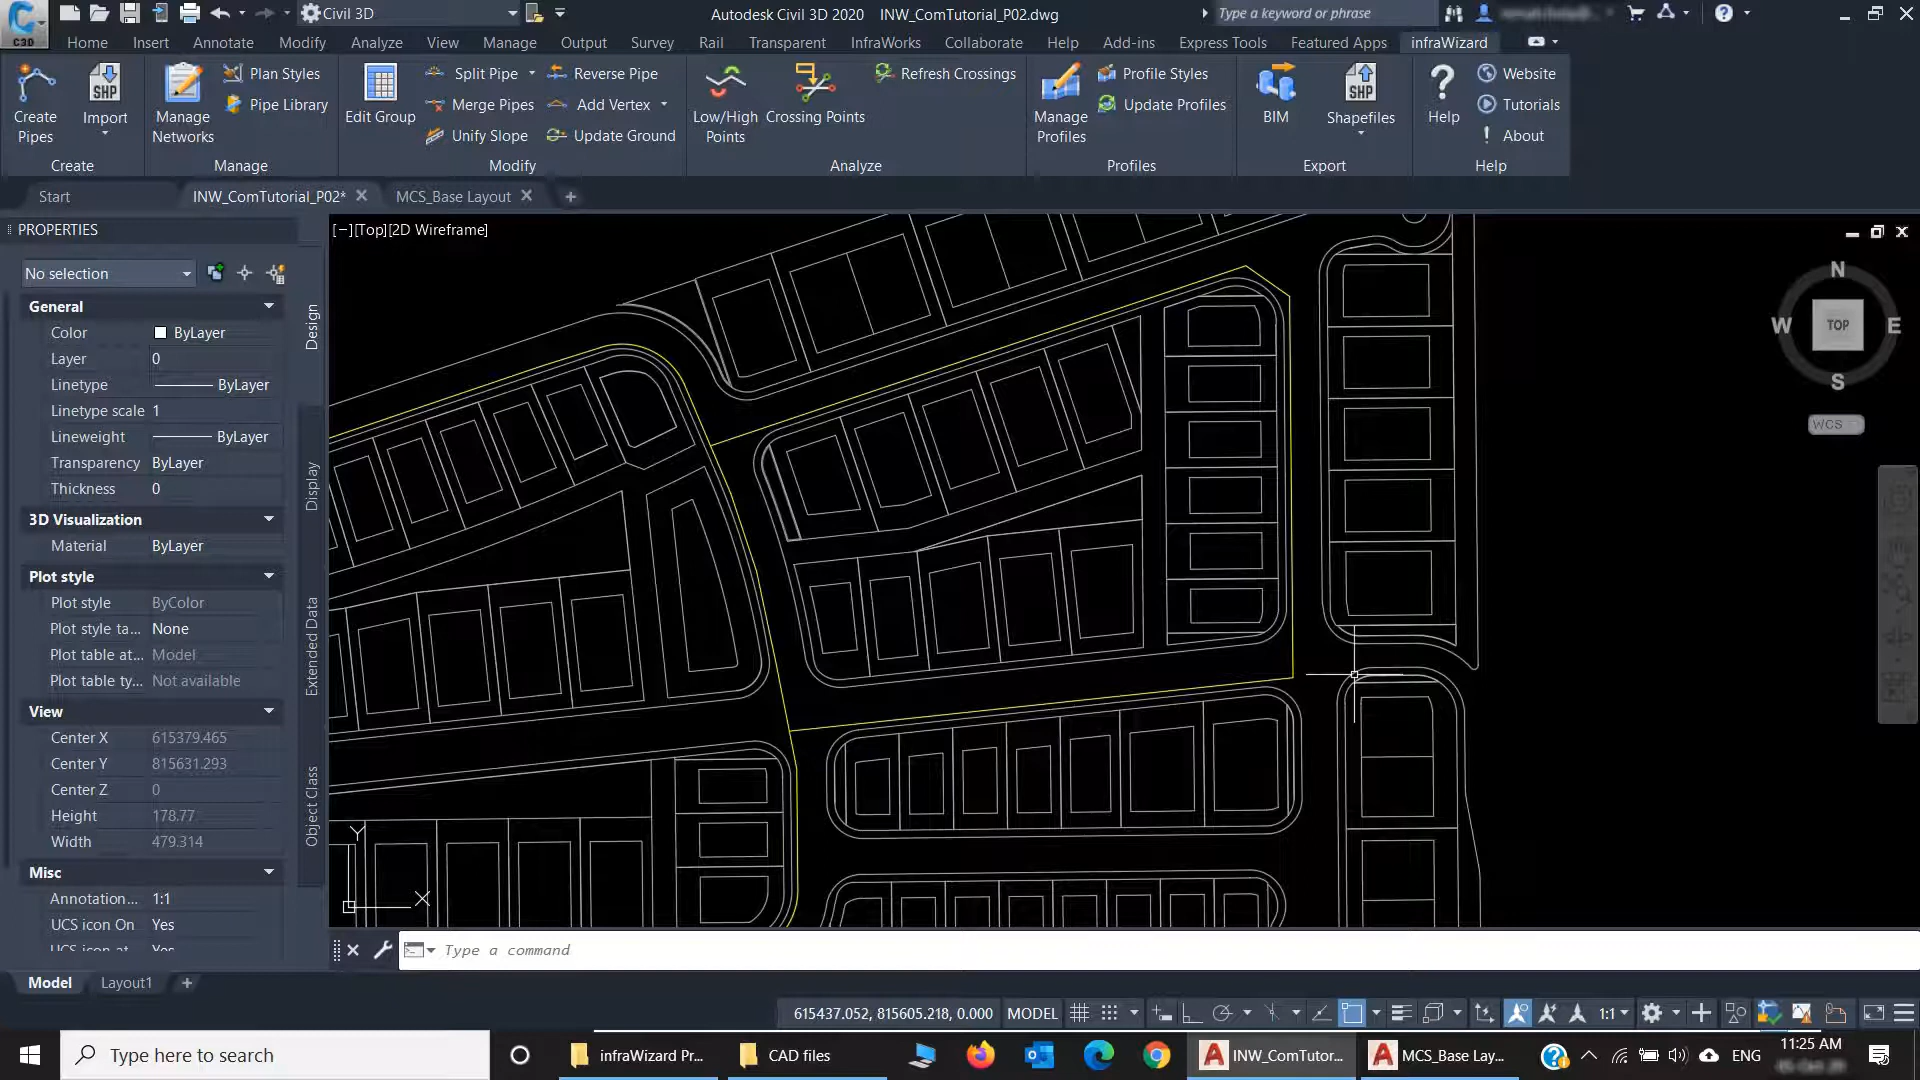 Civil 3D
Autodesk Civil 3D 2020 INW_ComTutorial_P02.dwg
Type a keyword or phrase
C3D
Home Insert Annotate Modify Analyze View Manage Output Survey Rail Transparent InfraWorks Collaborate Help Add-ins Express Tools Featured Apps infraWizard
Create Pipes
SHP
Import
Create
Manage Networks
Plan Styles
Pipe Library
Manage
Edit Group
Split Pipe
Merge Pipes
Unify Slope
Reverse Pipe
Add Vertex
Update Ground
Modify
Low/High Points
Crossing Points
Refresh Crossings
Analyze
Manage Profiles
Profile Styles
Update Profiles
Profiles
BIM
SHP
Shapefiles
Export
Help
Website
Tutorials
About
Help
Start INW_ComTutorial_P02* MCS_Base Layout
PROPERTIES
No selection
General
Color ByLayer
Layer 0
Linetype ByLayer
Linetype scale 1
Lineweight ByLayer
Transparency ByLayer
Thickness 0
3D Visualization
Material ByLayer
Plot style
Plot style ByColor
Plot style ta... None
Plot table at... Model
Plot table ty... Not available
View
Center X 615379.465
Center Y 815631.293
Center Z 0
Height 178.77
Width 479.314
Misc
Annotation... 1:1
UCS icon On Yes
UCS icon at Yes
Design
Display
Extended Data
Object Class
[−][Top][2D Wireframe]
N
W TOP E
S
WCS
Y
X
Type a command
Model Layout1
615437.052, 815605.218, 0.000 MODEL 1:1
Type here to search
infraWizard Pr...
CAD files
INW_ComTutor...
MCS_Base Lay...
ENG
11:25 AM